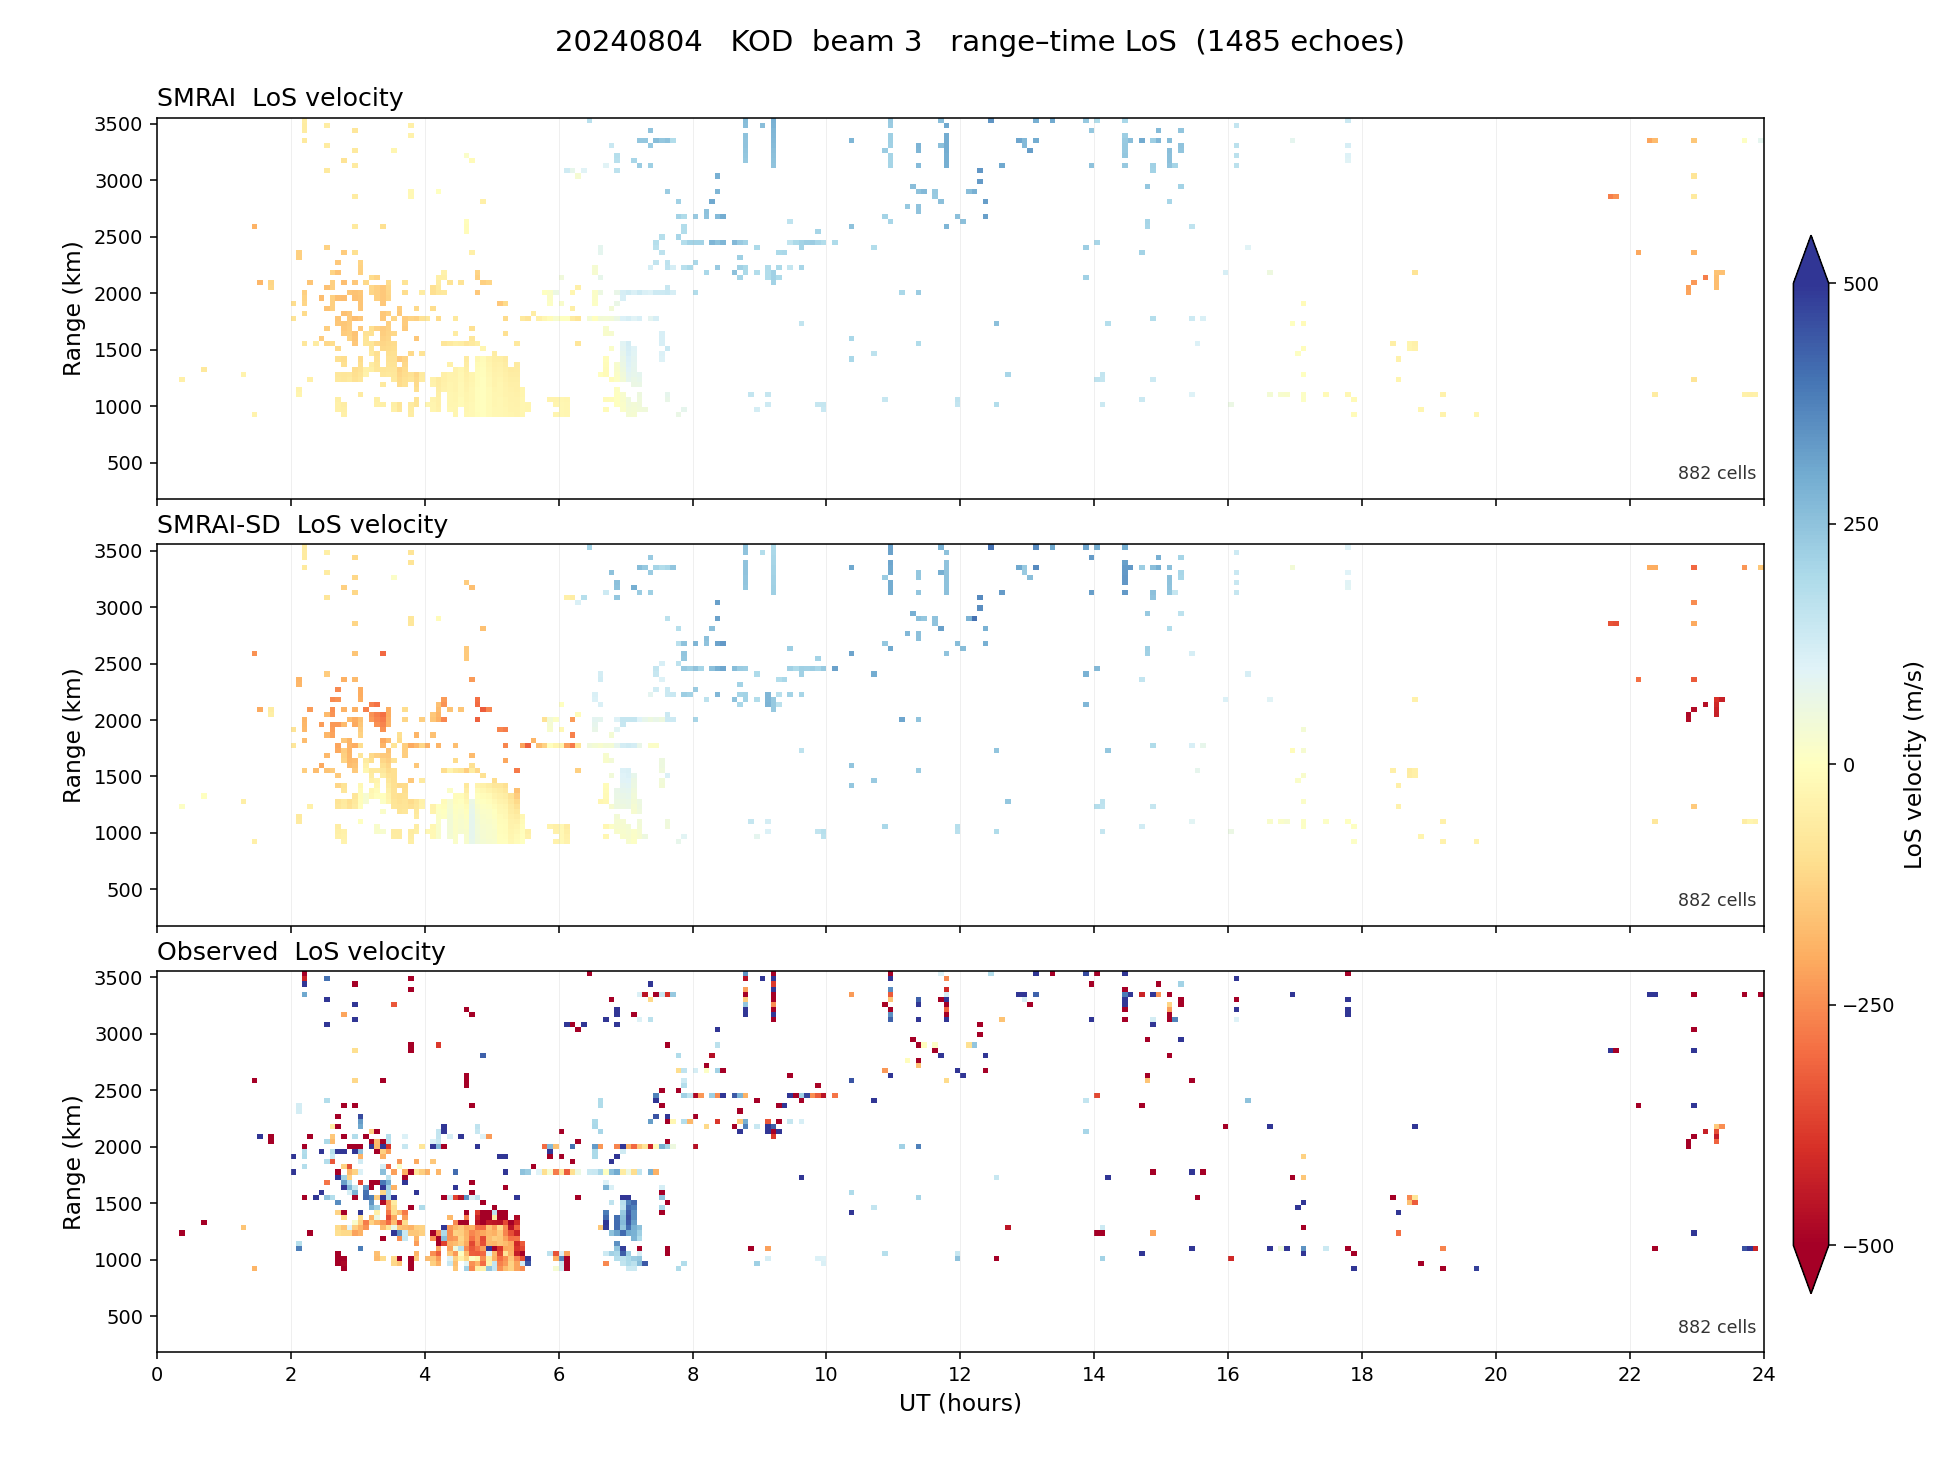 20240804   KOD  beam 3   range–time LoS  (1485 echoes)
SMRAI  LoS velocity
3500
3000
2500
2000
1500
1000
500
Range (km)
882 cells
SMRAI-SD  LoS velocity
3500
3000
2500
2000
1500
1000
500
Range (km)
882 cells
Observed  LoS velocity
3500
3000
2500
2000
1500
1000
500
Range (km)
882 cells
0 2 4 6 8 10 12 14 16 18 20 22 24
UT (hours)
500
250
0
−250
−500
LoS velocity (m/s)